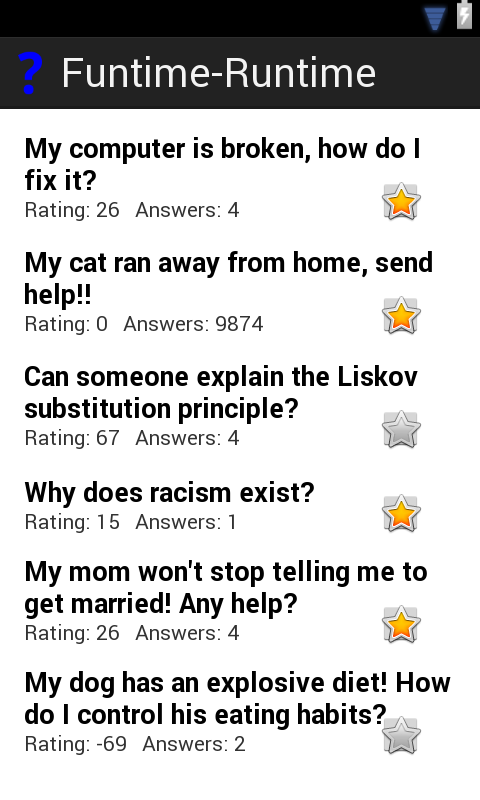 ? Funtime-Runtime
My computer is broken, how do I
fix it?
Rating: 26 Answers: 4
My cat ran away from home, send
help!!
Rating: 0 Answers: 9874
Can someone explain the Liskov
substitution principle?
Rating: 67 Answers: 4
Why does racism exist?
Rating: 15 Answers: 1
My mom won't stop telling me to
get married! Any help?
Rating: 26 Answers: 4
My dog has an explosive diet! How
do I control his eating habits?
Rating: -69 Answers: 2